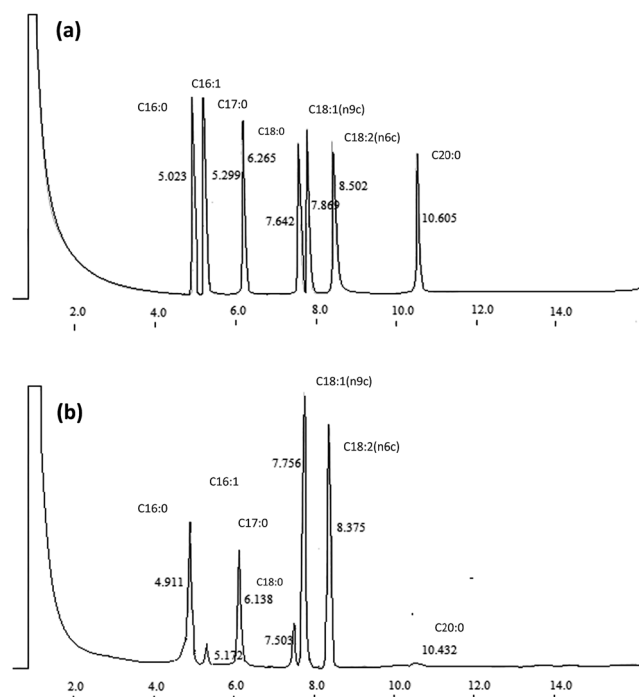 (a)
C16:1
C16:0
C17:0
C18:1(n9c)
C18:0
C18:2(n6c)
C20:0
6.265
5.023
5.299
8.502
7.642
7.869
10.605
2.0
4.0
6.0
8.0
10.0
12.0
14.0
(b)
C18:1(n9c)
C18:2(n6c)
7.756
C16:1
C16:0
C17:0
8.375
4.911
C18:0
6.138
C20:0
7.503
5.172
10.432
2.0
4.0
6.0
8.0
10.0
12.0
14.0